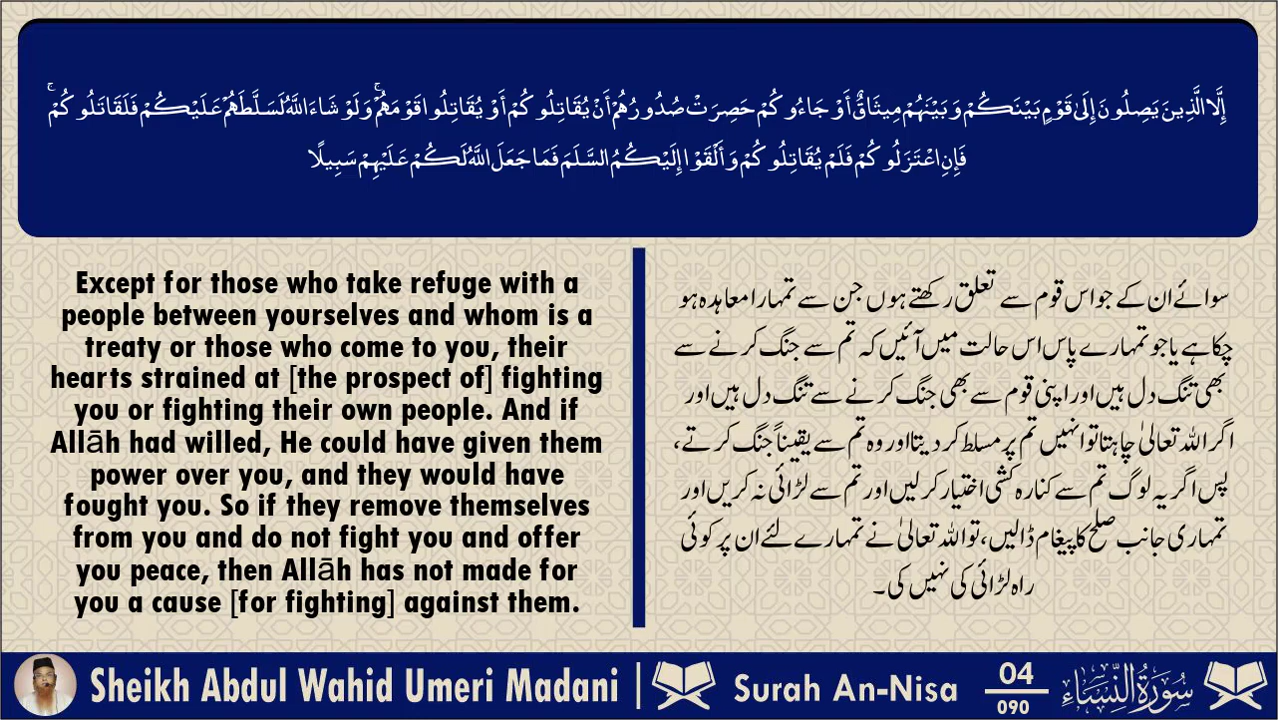 إِلَّا الَّذِينَ يَصِلُونَ إِلَىٰ قَوْمٍ بَيْنَكُمْ وَبَيْنَهُمْ مِيثَاقٌ أَوْ جَاءُوكُمْ حَصِرَتْ صُدُورُهُمْ أَنْ يُقَاتِلُوكُمْ أَوْ يُقَاتِلُوا قَوْمَهُمْ ۚ وَلَوْ شَاءَ اللَّهُ لَسَلَّطَهُمْ عَلَيْكُمْ فَلَقَاتَلُوكُمْ ۚ
فَإِنِ اعْتَزَلُوكُمْ فَلَمْ يُقَاتِلُوكُمْ وَأَلْقَوْا إِلَيْكُمُ السَّلَمَ فَمَا جَعَلَ اللَّهُ لَكُمْ عَلَيْهِمْ سَبِيلًا
Except for those who take refuge with a
people between yourselves and whom is a
treaty or those who come to you, their
hearts strained at [the prospect of] fighting
you or fighting their own people. And if
Allāh had willed, He could have given them
power over you, and they would have
fought you. So if they remove themselves
from you and do not fight you and offer
you peace, then Allāh has not made for
you a cause [for fighting] against them.
سوائے ان کے جو اس قوم سے تعلق رکھتے ہوں جن سے تمہارا معاہده ہو
چکا ہے یا جو تمہارے پاس اس حالت میں آئیں کہ تم سے جنگ کرنے سے
بھی تنگ دل ہیں اور اپنی قوم سے بھی جنگ کرنے سے تنگ دل ہیں اور
اگر اللہ تعالیٰ چاہتا تو انہیں تم پر مسلط کر دیتا اور وہ تم سے یقیناً جنگ کرتے،
پس اگر یہ لوگ تم سے کناره کشی اختیار کر لیں اور تم سے لڑائی نہ کریں اور
تمہاری جانب صلح کا پیغام ڈالیں، تو اللہ تعالیٰ نے تمہارے لئے ان پر کوئی
راه لڑائی کی نہیں کی۔
Sheikh Abdul Wahid Umeri Madani |
Surah An-Nisa
04
090
سُورَةُ النِّسَاءِ